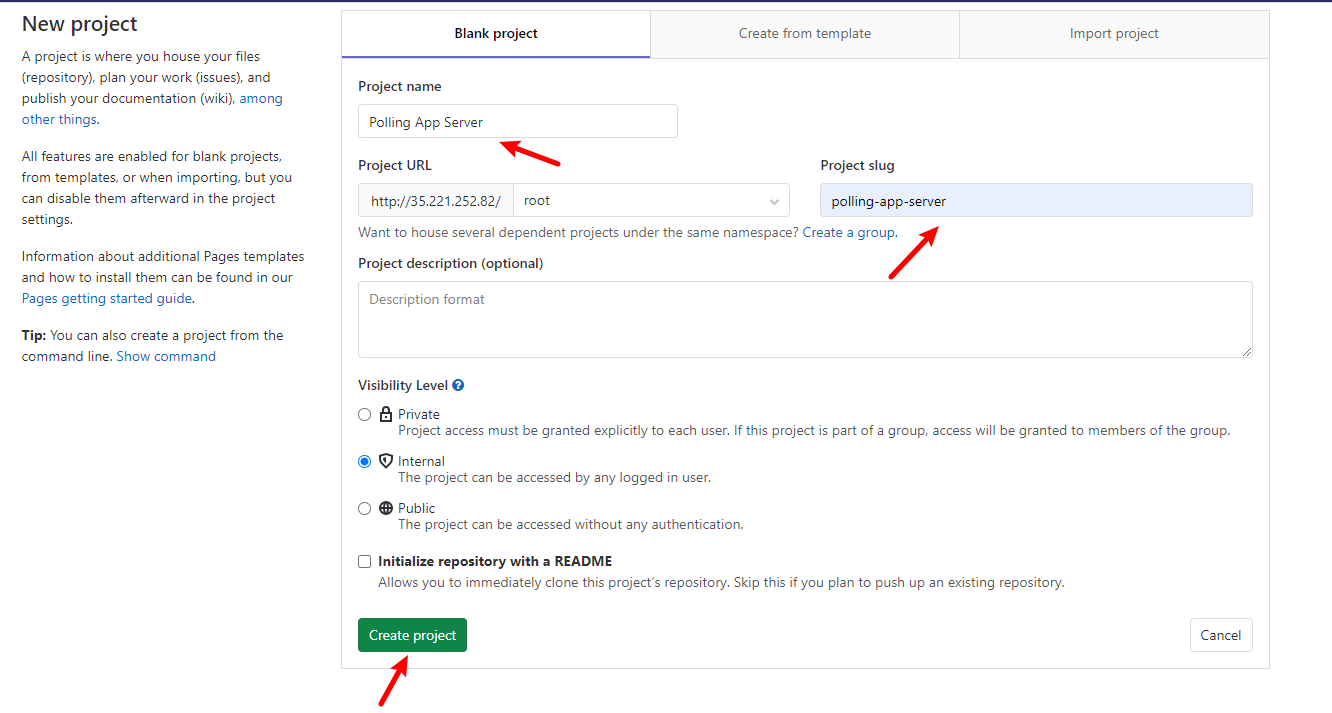 New project
A project is where you house your files
(repository), plan your work (issues), and
publish your documentation (wiki), among
other things.
All features are enabled for blank projects,
from templates, or when importing, but you
can disable them afterward in the project
settings.
Information about additional Pages templates
and how to install them can be found in our
Pages getting started guide.
Tip: You can also create a project from the
command line. Show command
Blank project
Create from template
Import project
Project name
Polling App Server
Project URL
http://35.221.252.82/
root
Project slug
polling-app-server
Want to house several dependent projects under the same namespace? Create a group.
Project description (optional)
Description format
Visibility Level
Private
Project access must be granted explicitly to each user. If this project is part of a group, access will be granted to members of the group.
Internal
The project can be accessed by any logged in user.
Public
The project can be accessed without any authentication.
Initialize repository with a README
Allows you to immediately clone this project's repository. Skip this if you plan to push up an existing repository.
Create project
Cancel